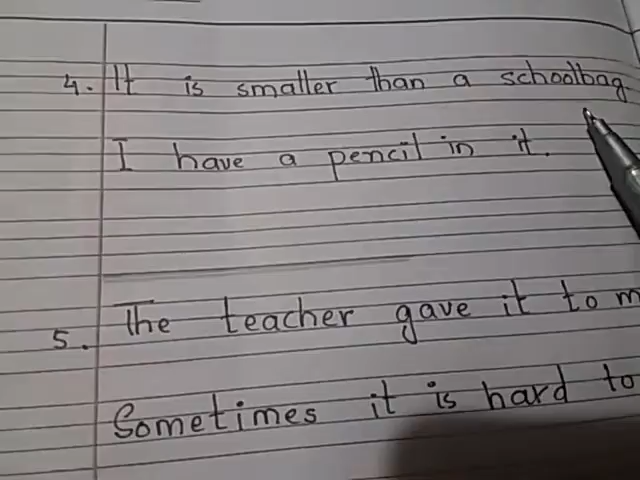 4. It is smaller than a schoolbag
I have a pencil in it.
5. The teacher gave it to
Sometimes it is hard to